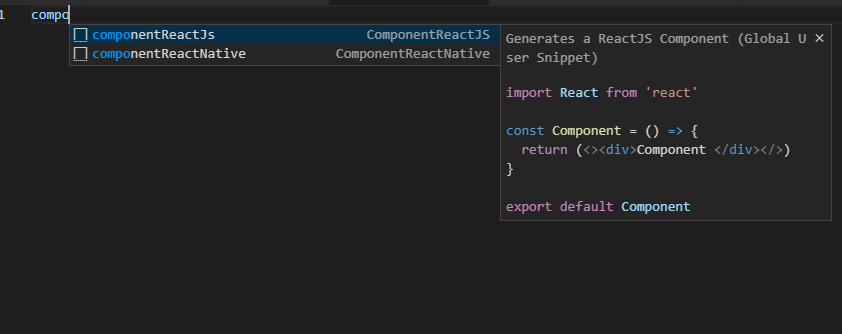 1 compo
componentReactJs ComponentReactJS
componentReactNative ComponentReactNative
Generates a ReactJS Component (Global U
ser Snippet)
import React from 'react'
const Component = () => {
  return (<><div>Component </div></>)
}
export default Component